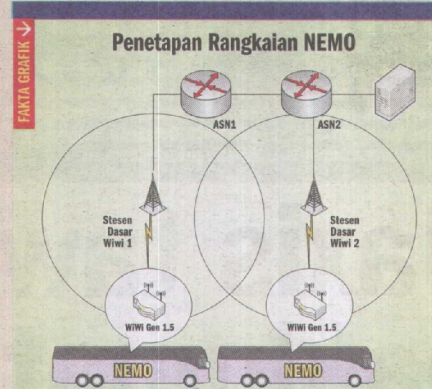 FAKTA GRAFIK
Penetapan Rangkaian NEMO
ASN1
ASN2
Stesen
Dasar
Wiwi 1
Stesen
Dasar
Wiwi 2
WiWi Gen 1.5
WiWi Gen 1.5
NEMO
NEMO